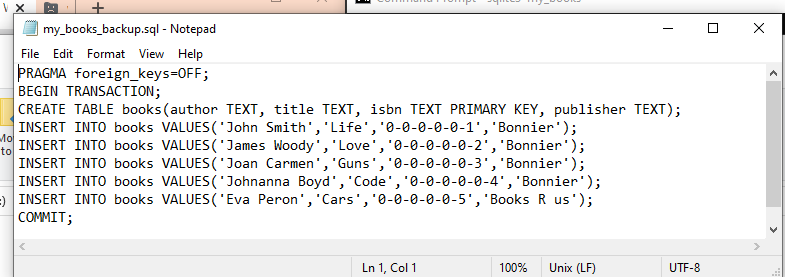 Command Prompt - sqlite3 my_books
my_books_backup.sql - Notepad
File Edit Format View Help
PRAGMA foreign_keys=OFF;
BEGIN TRANSACTION;
CREATE TABLE books(author TEXT, title TEXT, isbn TEXT PRIMARY KEY, publisher TEXT);
INSERT INTO books VALUES('John Smith','Life','0-0-0-0-0-1','Bonnier');
INSERT INTO books VALUES('James Woody','Love','0-0-0-0-0-2','Bonnier');
INSERT INTO books VALUES('Joan Carmen','Guns','0-0-0-0-0-3','Bonnier');
INSERT INTO books VALUES('Johnanna Boyd','Code','0-0-0-0-0-4','Bonnier');
INSERT INTO books VALUES('Eva Peron','Cars','0-0-0-0-0-5','Books R us');
COMMIT;
Mo
to
:)
Ln 1, Col 1 100% Unix (LF) UTF-8